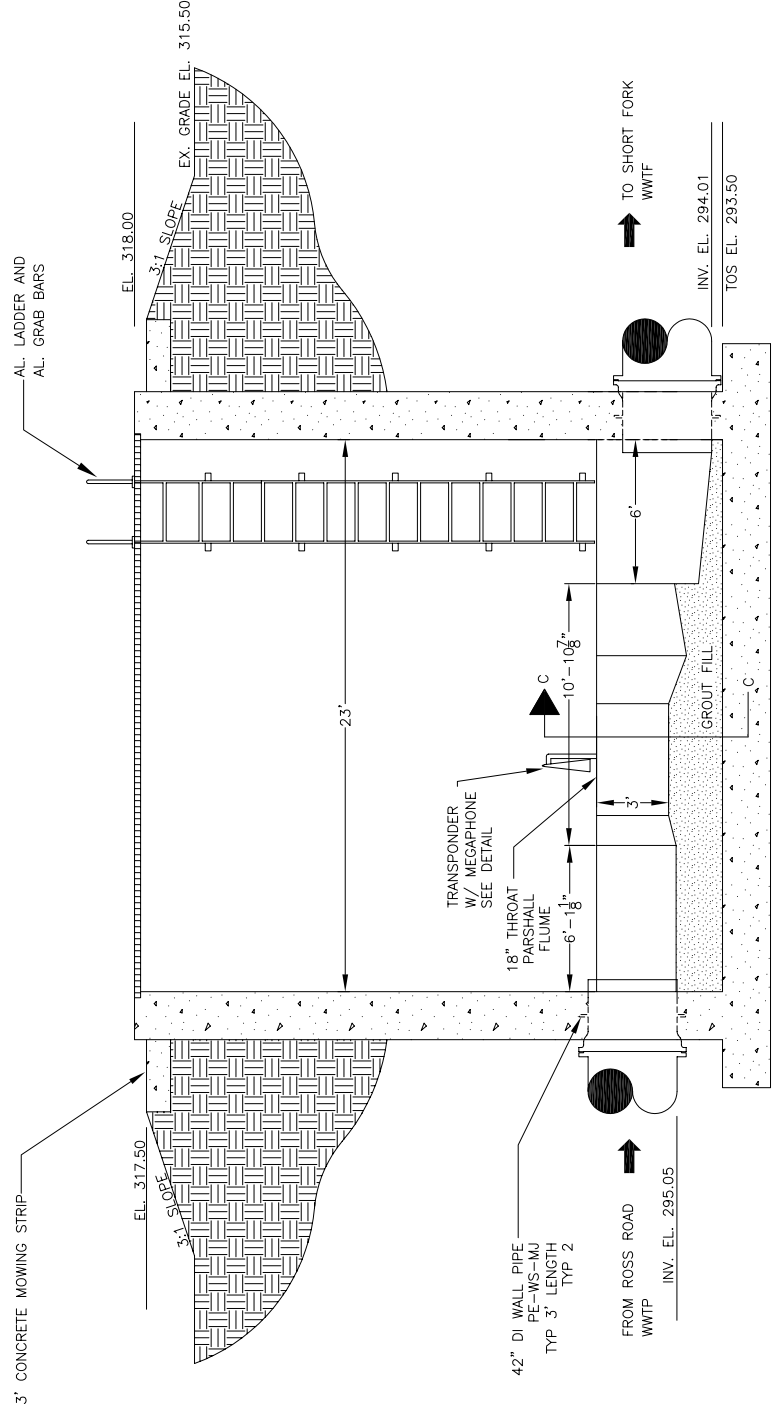 3' CONCRETE MOWING STRIP
AL. LADDER AND
AL. GRAB BARS
EL. 317.50
3:1 SLOPE
EL. 318.00
3:1 SLOPE
EX. GRADE EL. 315.50
23'
TRANSPONDER
W/ MEGAPHONE
SEE DETAIL
18" THROAT
PARSHALL
FLUME
C
6'-1 1/8"
10'-10 7/8"
6'
3'
GROUT FILL
C
42" DI WALL PIPE
PE-WS-MJ
TYP 3' LENGTH
TYP 2
FROM ROSS ROAD
WWTP
INV. EL. 295.05
TO SHORT FORK
WWTF
INV. EL. 294.01
TOS EL. 293.50